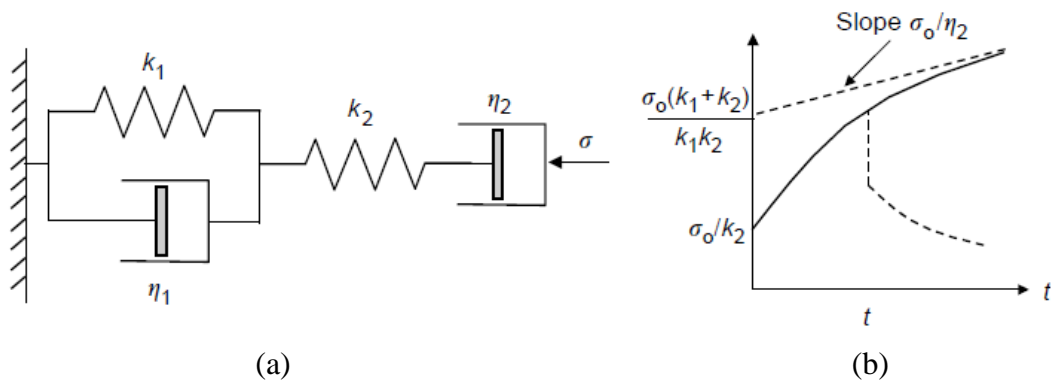 k₁
η₁
k₂
η₂
σ
(a)
Slope σₒ/η₂
σₒ(k₁+k₂)
k₁k₂
σₒ/k₂
t
t
(b)